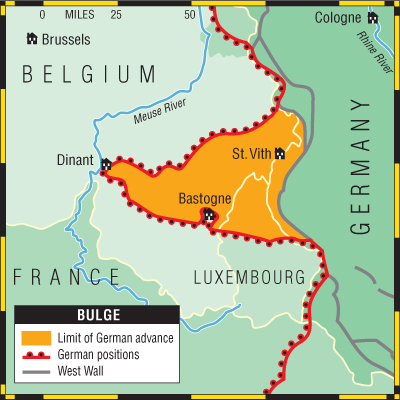 0 MILES 25 50
Cologne
Brussels
Rhine River
BELGIUM
Meuse River
GERMANY
Dinant
St. Vith
Bastogne
FRANCE
LUXEMBOURG
BULGE
Limit of German advance
German positions
West Wall